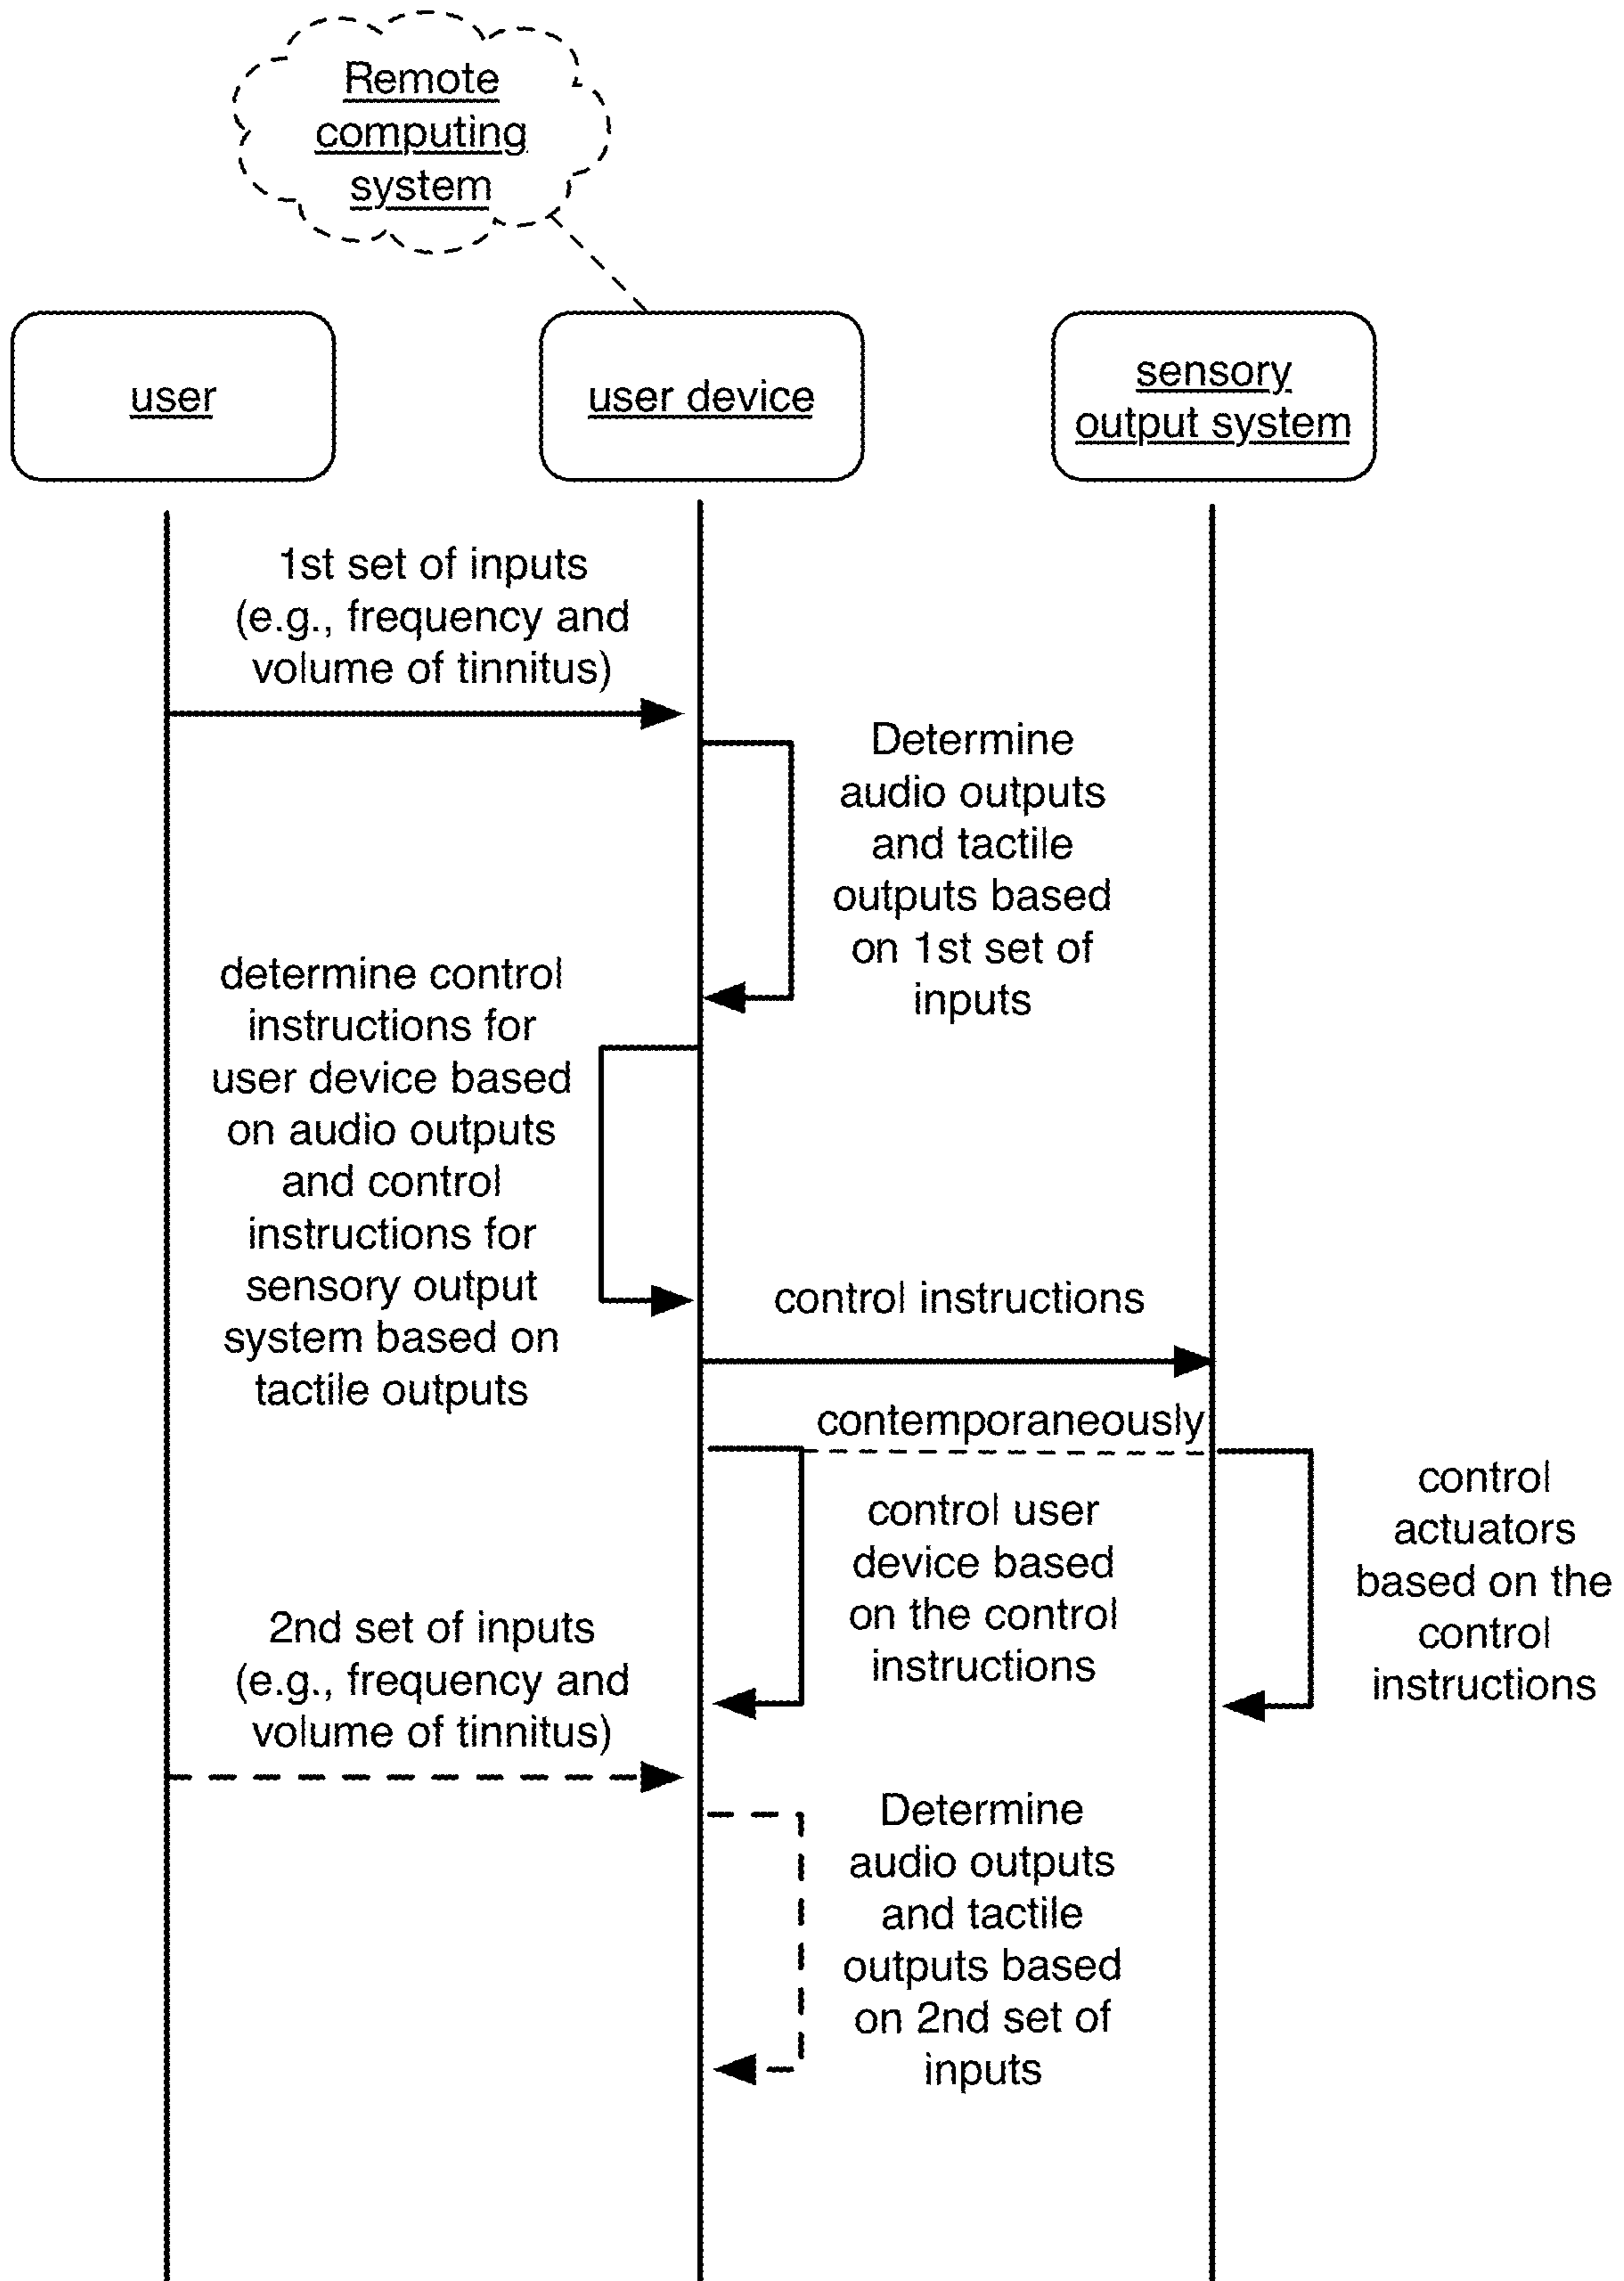 Remote
computing
system
user
user device
sensory
output system
1st set of inputs
(e.g., frequency and
volume of tinnitus)
Determine
audio outputs
and tactile
outputs based
on 1st set of
inputs
determine control
instructions for
user device based
on audio outputs
and control
instructions for
sensory output
system based on
tactile outputs
control instructions
contemporaneously
control user
device based
on the control
instructions
control
actuators
based on the
control
instructions
2nd set of inputs
(e.g., frequency and
volume of tinnitus)
Determine
audio outputs
and tactile
outputs based
on 2nd set of
inputs